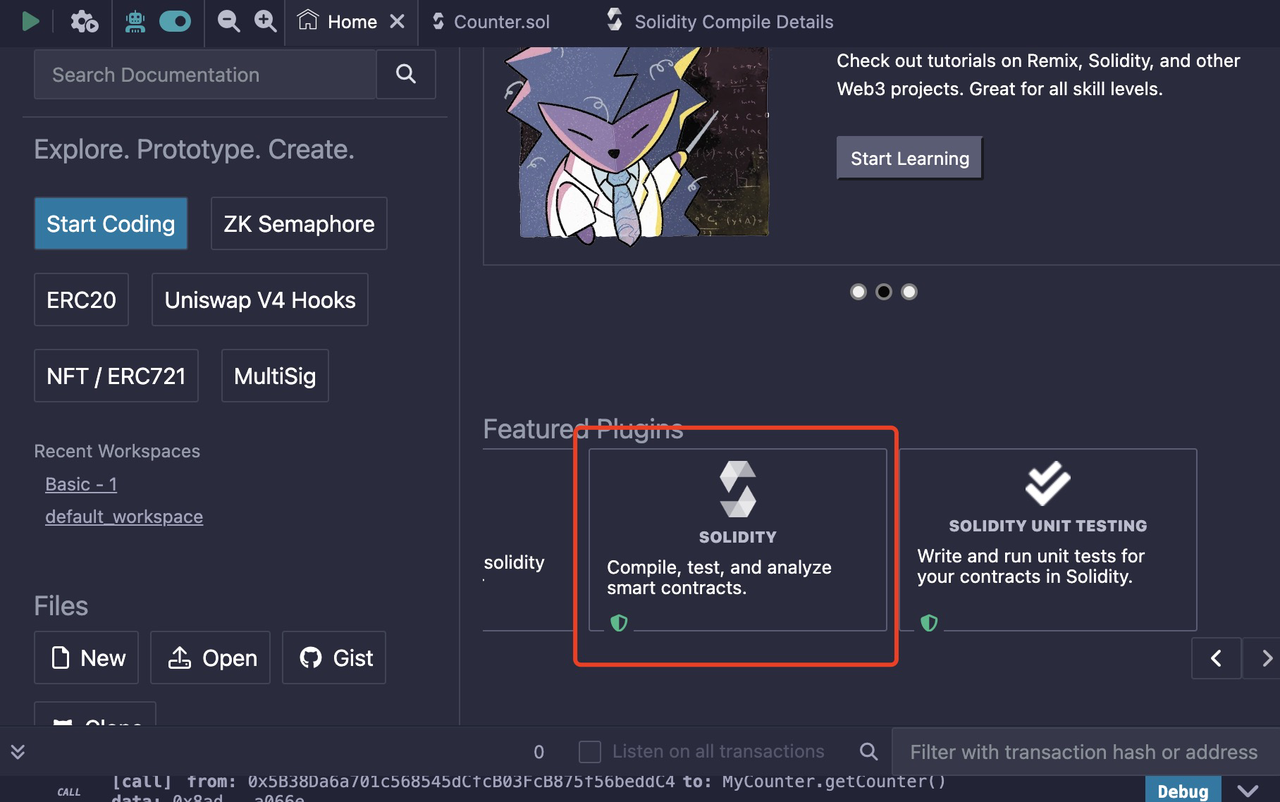 Home
Counter.sol
Solidity Compile Details
Search Documentation
Explore. Prototype. Create.
Start Coding
ZK Semaphore
ERC20
Uniswap V4 Hooks
NFT / ERC721
MultiSig
Recent Workspaces
Basic - 1
default_workspace
Files
New
Open
Gist
Clone
Check out tutorials on Remix, Solidity, and other
Web3 projects. Great for all skill levels.
Start Learning
Featured Plugins
solidity
SOLIDITY
Compile, test, and analyze
smart contracts.
SOLIDITY UNIT TESTING
Write and run unit tests for
your contracts in Solidity.
0
Listen on all transactions
Filter with transaction hash or address
CALL
[call] from: 0x5B38Da6a701c568545dCfcB03FcB875f56beddC4 to: MyCounter.getCounter()
data: 0x8ad...a066e
Debug